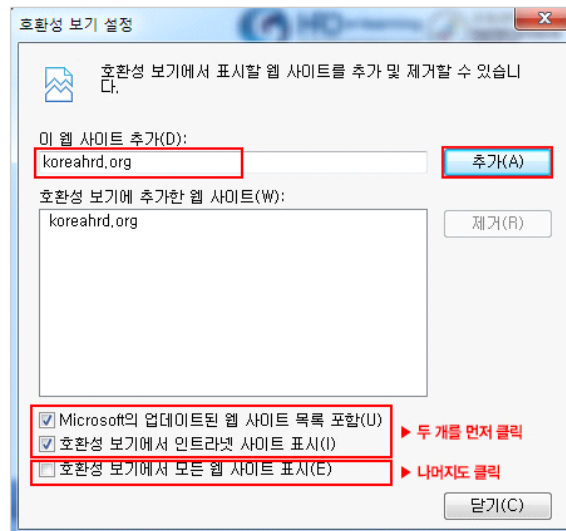 호환성 보기 설정
호환성 보기에서 표시할 웹 사이트를 추가 및 제거할 수 있습니
다.
이 웹 사이트 추가(D):
koreahrd.org
추가(A)
호환성 보기에 추가한 웹 사이트(W):
koreahrd.org
제거(R)
Microsoft의 업데이트된 웹 사이트 목록 포함(U)
호환성 보기에서 인트라넷 사이트 표시(I)
▶ 두 개를 먼저 클릭
호환성 보기에서 모든 웹 사이트 표시(E)
▶ 나머지도 클릭
닫기(C)